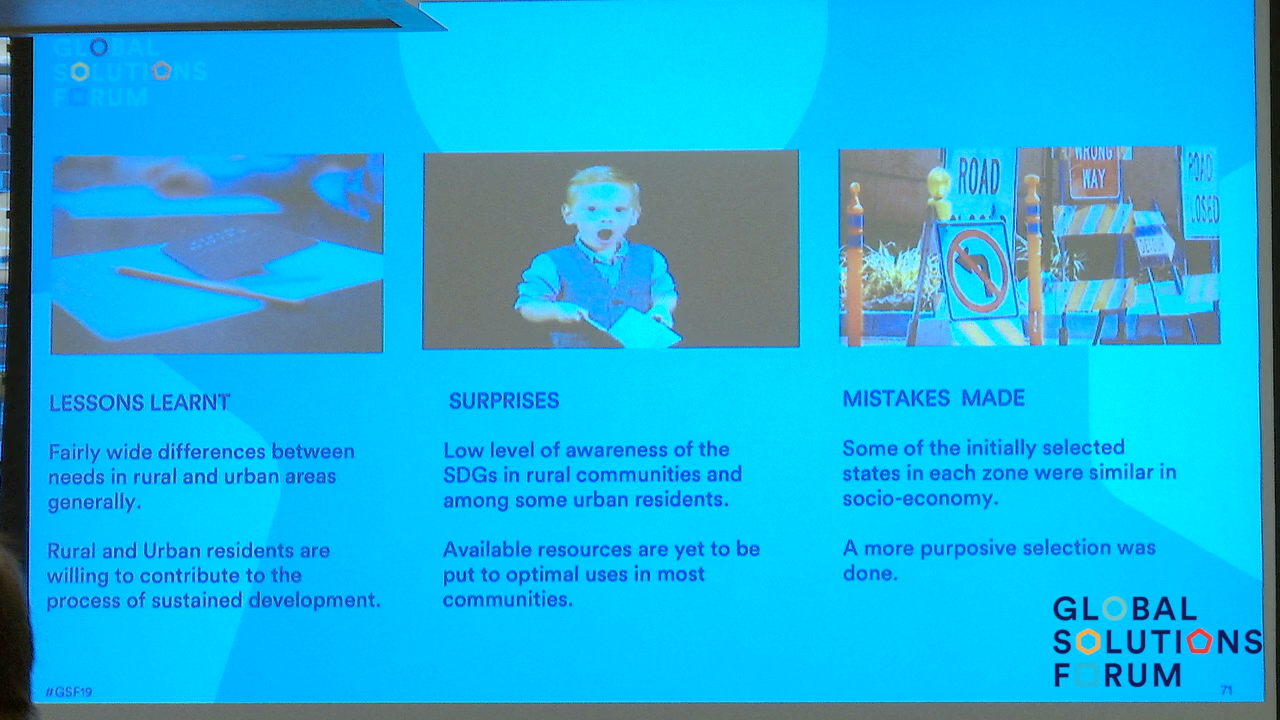 GLOBAL
SOLUTIONS
FORUM
ROAD
WRONG
WAY
ROAD
CLOSED
LESSONS LEARNT
Fairly wide differences between
needs in rural and urban areas
generally.
Rural and Urban residents are
willing to contribute to the
process of sustained development.
SURPRISES
Low level of awareness of the
SDGs in rural communities and
among some urban residents.
Available resources are yet to be
put to optimal uses in most
communities.
MISTAKES MADE
Some of the initially selected
states in each zone were similar in
socio-economy.
A more purposive selection was
done.
GLOBAL
SOLUTIONS
FORUM
#GSF19
71